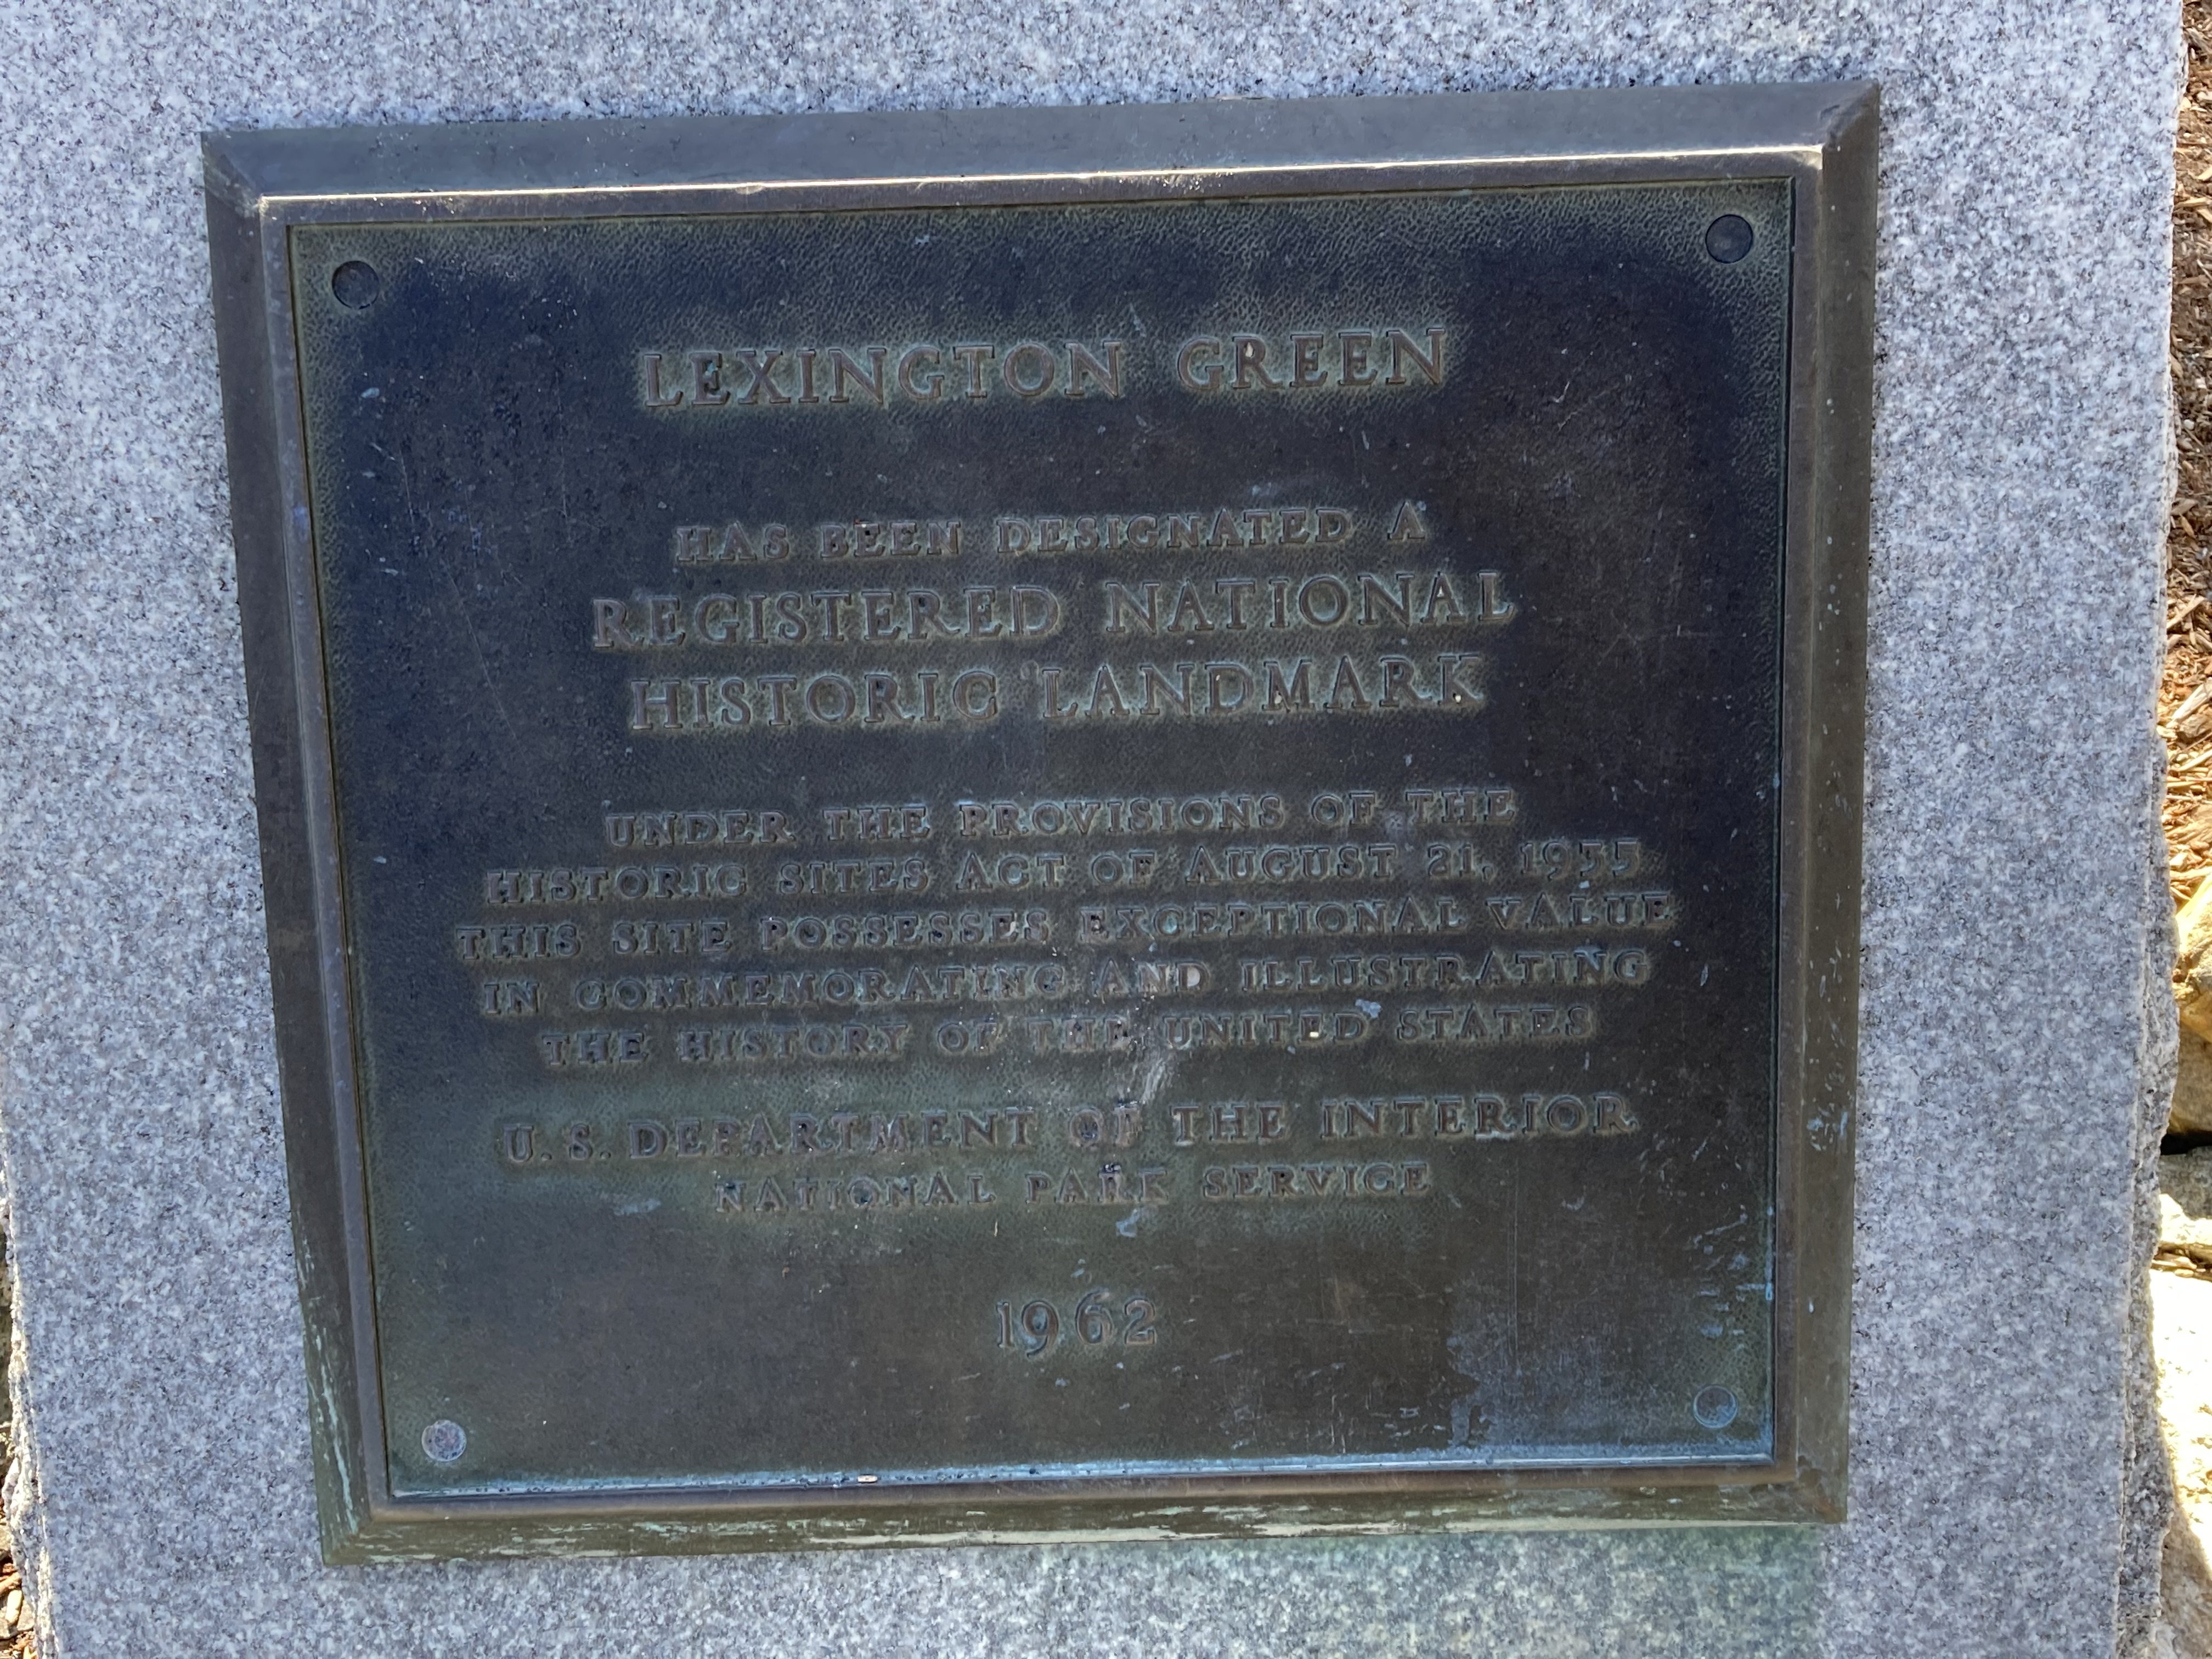 LEXINGTON GREEN
HAS BEEN DESIGNATED A
REGISTERED NATIONAL
HISTORIC LANDMARK
UNDER THE PROVISIONS OF THE
HISTORIC SITES ACT OF AUGUST 21, 1935
THIS SITE POSSESSES EXCEPTIONAL VALUE
IN COMMEMORATING AND ILLUSTRATING
THE HISTORY OF THE UNITED STATES
U.S. DEPARTMENT OF THE INTERIOR
NATIONAL PARK SERVICE
1962